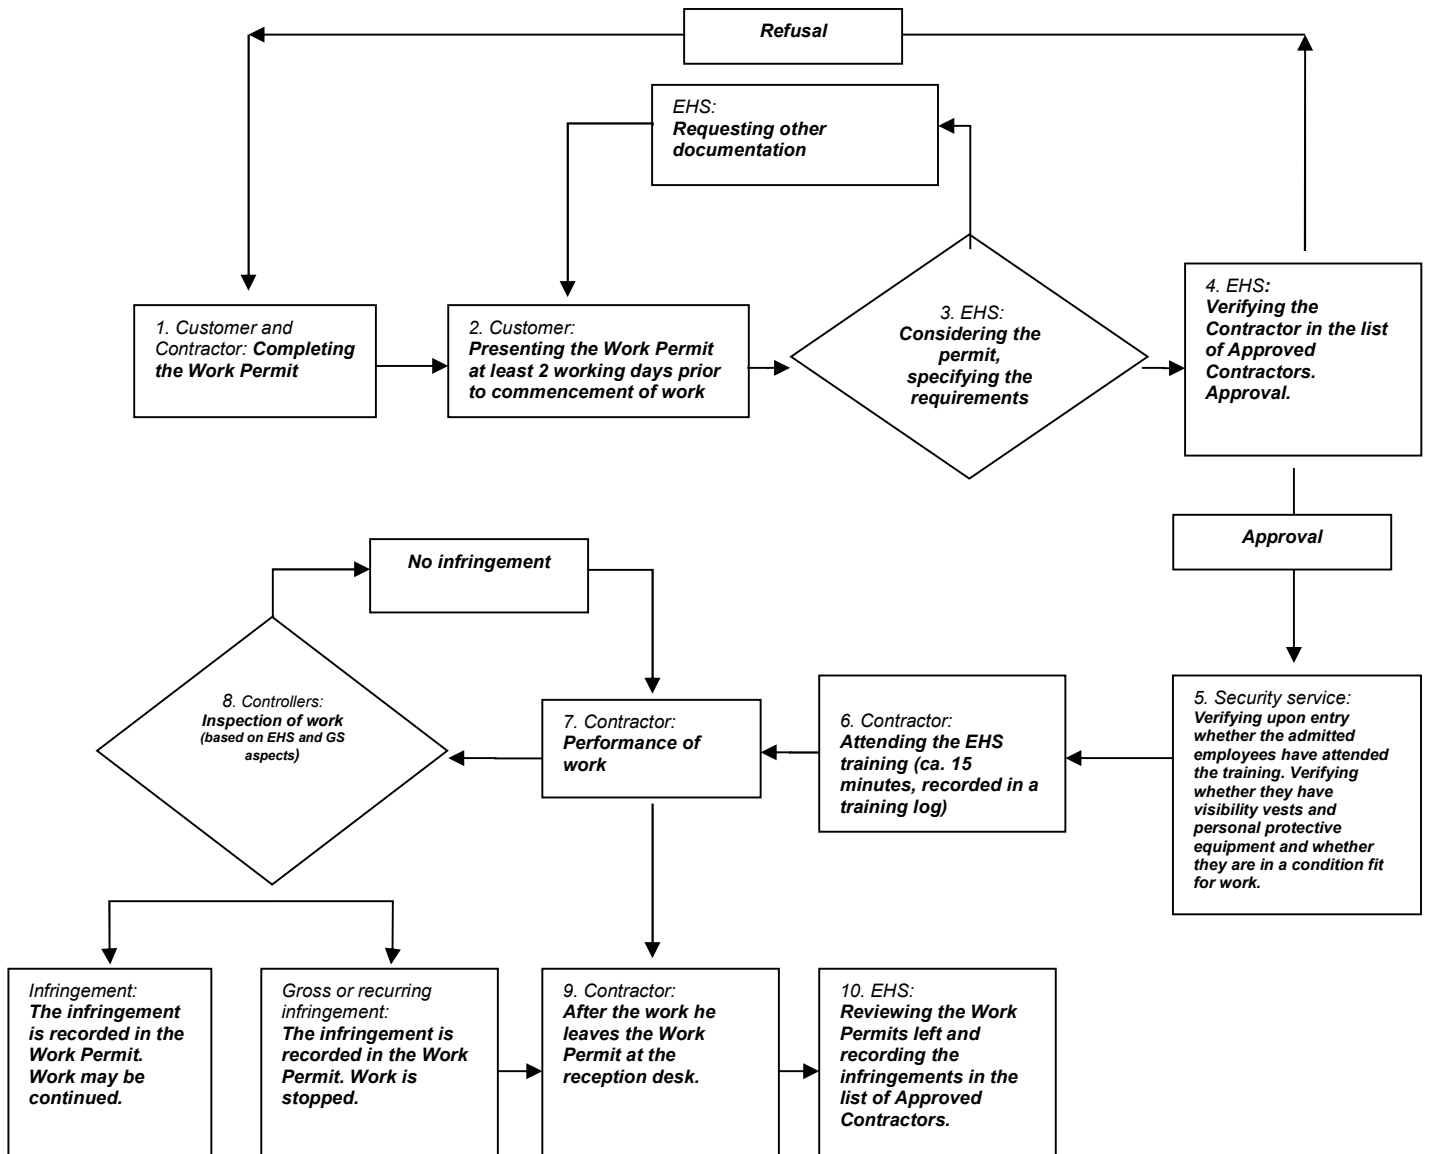 Refusal
EHS:
Requesting other
documentation
1. Customer and
Contractor: Completing
the Work Permit
2. Customer:
Presenting the Work Permit
at least 2 working days prior
to commencement of work
3. EHS:
Considering the
permit,
specifying the
requirements
4. EHS:
Verifying the
Contractor in the list
of Approved
Contractors.
Approval.
Approval
No infringement
8. Controllers:
Inspection of work
(based on EHS and GS
aspects)
7. Contractor:
Performance of
work
6. Contractor:
Attending the EHS
training (ca. 15
minutes, recorded in a
training log)
5. Security service:
Verifying upon entry
whether the admitted
employees have attended
the training. Verifying
whether they have
visibility vests and
personal protective
equipment and whether
they are in a condition fit
for work.
Infringement:
The infringement
is recorded in the
Work Permit.
Work may be
continued.
Gross or recurring
infringement:
The infringement is
recorded in the Work
Permit. Work is
stopped.
9. Contractor:
After the work he
leaves the Work
Permit at the
reception desk.
10. EHS:
Reviewing the Work
Permits left and
recording the
infringements in the
list of Approved
Contractors.